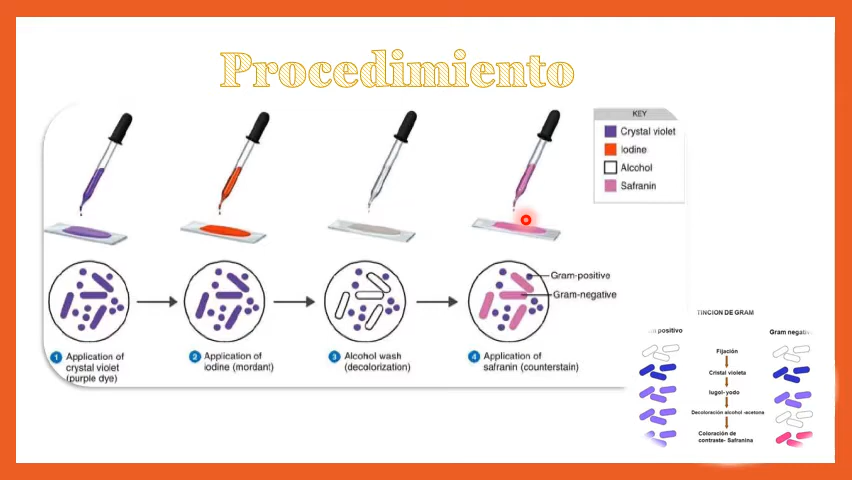 Procedimiento
KEY
Crystal violet
Iodine
Alcohol
Safranin
Gram-positive
Gram-negative
1 Application of
crystal violet
(purple dye)
2 Application of
iodine (mordant)
3 Alcohol wash
(decolorization)
4 Application of
safranin (counterstain)
TINCION DE GRAM
positivo
Gram negativ
Fijación
Cristal violeta
lugol- yodo
Decoloración alcohol -acetona
Coloración de
contraste- Safranina